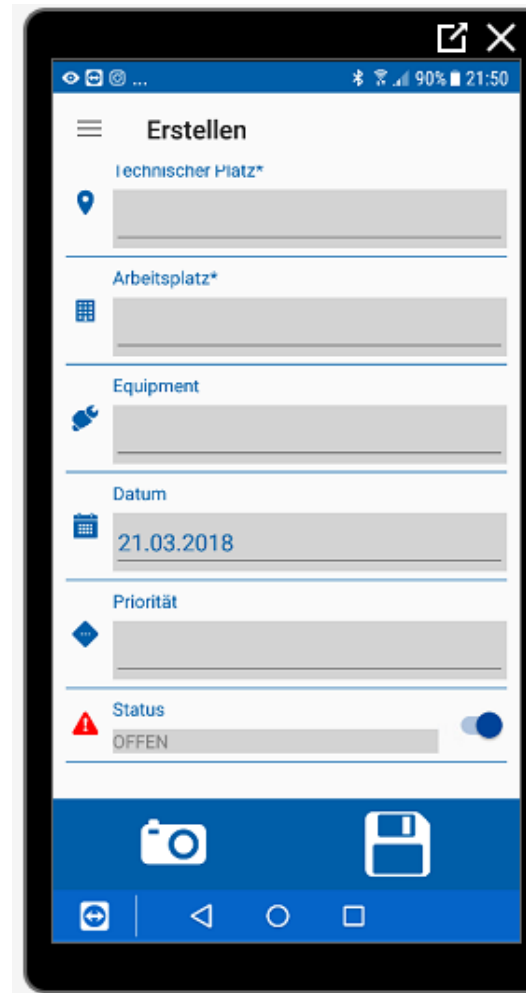 ... 90% 21:50
Erstellen
Technischer Platz*
Arbeitsplatz*
Equipment
Datum
21.03.2018
Priorität
Status
OFFEN